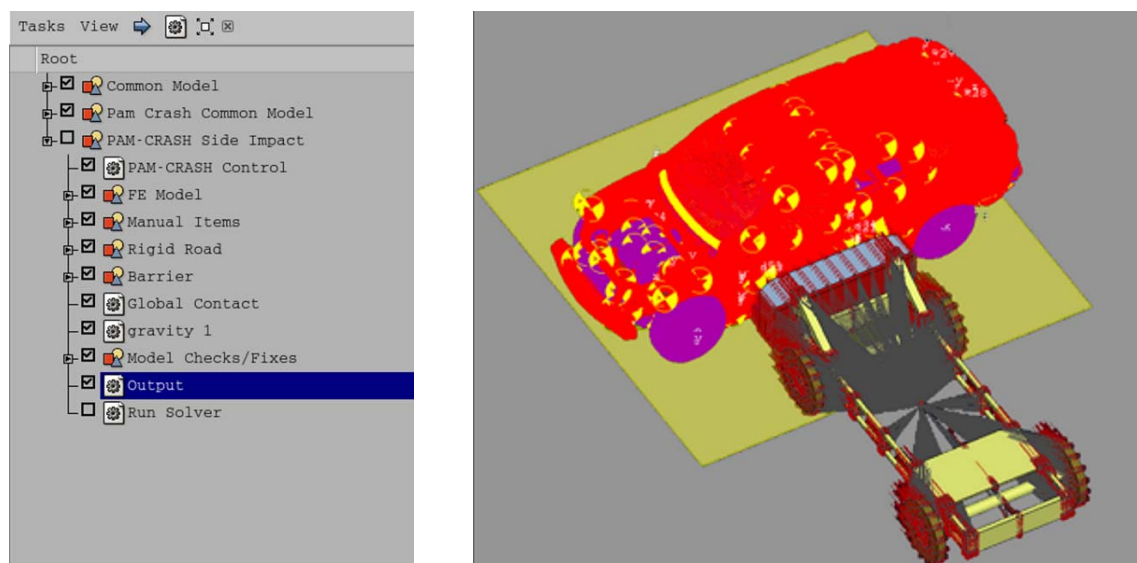 Tasks View
Root
Common Model
Pam Crash Common Model
PAM-CRASH Side Impact
PAM-CRASH Control
FE Model
Manual Items
Rigid Road
Barrier
Global Contact
gravity 1
Model Checks/Fixes
Output
Run Solver